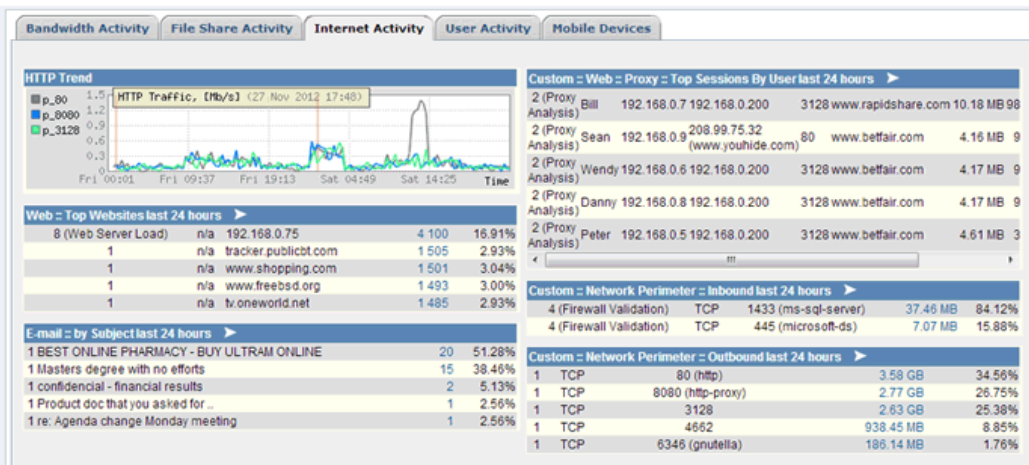 Bandwidth Activity File Share Activity Internet Activity User Activity Mobile Devices
HTTP Trend
HTTP Traffic, [Mb/s] (27 Nov 2012 17:48)
p_80
p_8080
p_3128
1.5
1.2
0.9
0.6
0.3
0
Fri 00:01 Fri 09:37 Fri 19:13 Sat 04:49 Sat 14:25 Time
Web :: Top Websites last 24 hours
8 (Web Server Load) n/a 192.168.0.75 4 100 16.91%
1 n/a tracker.publicbt.com 1 505 2.93%
1 n/a www.shopping.com 1 501 3.04%
1 n/a www.freebsd.org 1 493 3.00%
1 n/a tv.oneworld.net 1 485 2.93%
E-mail :: by Subject last 24 hours
1 BEST ONLINE PHARMACY - BUY ULTRAM ONLINE 20 51.28%
1 Masters degree with no efforts 15 38.46%
1 confidencial - financial results 2 5.13%
1 Product doc that you asked for .. 1 2.56%
1 re: Agenda change Monday meeting 1 2.56%
Custom :: Web :: Proxy :: Top Sessions By User last 24 hours
2 (Proxy Analysis) Bill 192.168.0.7 192.168.0.200 3128 www.rapidshare.com 10.18 MB 98
2 (Proxy Analysis) Sean 192.168.0.9 208.99.75.32 (www.youhide.com) 80 www.betfair.com 4.16 MB 9
2 (Proxy Analysis) Wendy 192.168.0.6 192.168.0.200 3128 www.betfair.com 4.17 MB 9
2 (Proxy Analysis) Danny 192.168.0.8 192.168.0.200 3128 www.betfair.com 4.17 MB 9
2 (Proxy Analysis) Peter 192.168.0.5 192.168.0.200 3128 www.betfair.com 4.61 MB 3
Custom :: Network Perimeter :: Inbound last 24 hours
4 (Firewall Validation) TCP 1433 (ms-sql-server) 37.46 MB 84.12%
4 (Firewall Validation) TCP 445 (microsoft-ds) 7.07 MB 15.88%
Custom :: Network Perimeter :: Outbound last 24 hours
1 TCP 80 (http) 3.58 GB 34.56%
1 TCP 8080 (http-proxy) 2.77 GB 26.75%
1 TCP 3128 2.63 GB 25.38%
1 TCP 4662 938.45 MB 8.85%
1 TCP 6346 (gnutella) 186.14 MB 1.76%